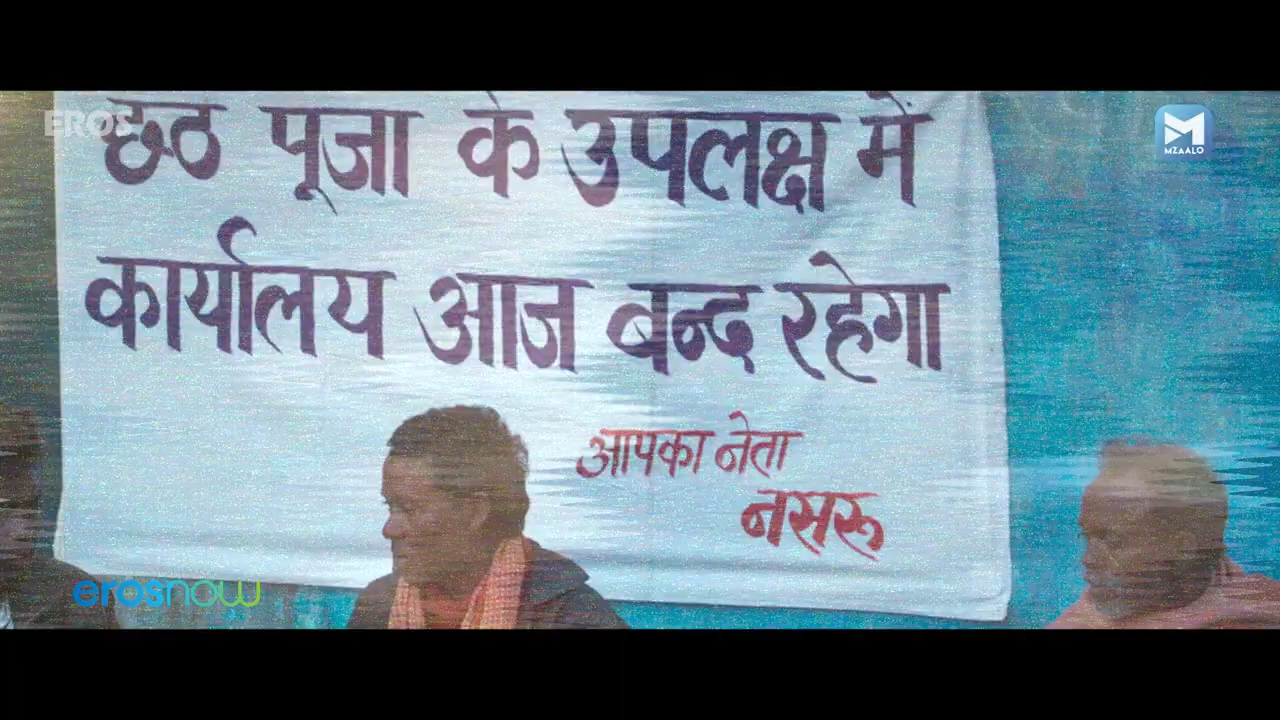 छठ पूजा के उपलक्ष में
कार्यालय आज बन्द रहेगा
आपका नेता
नसरू
EROS
MZAALO
erosnow